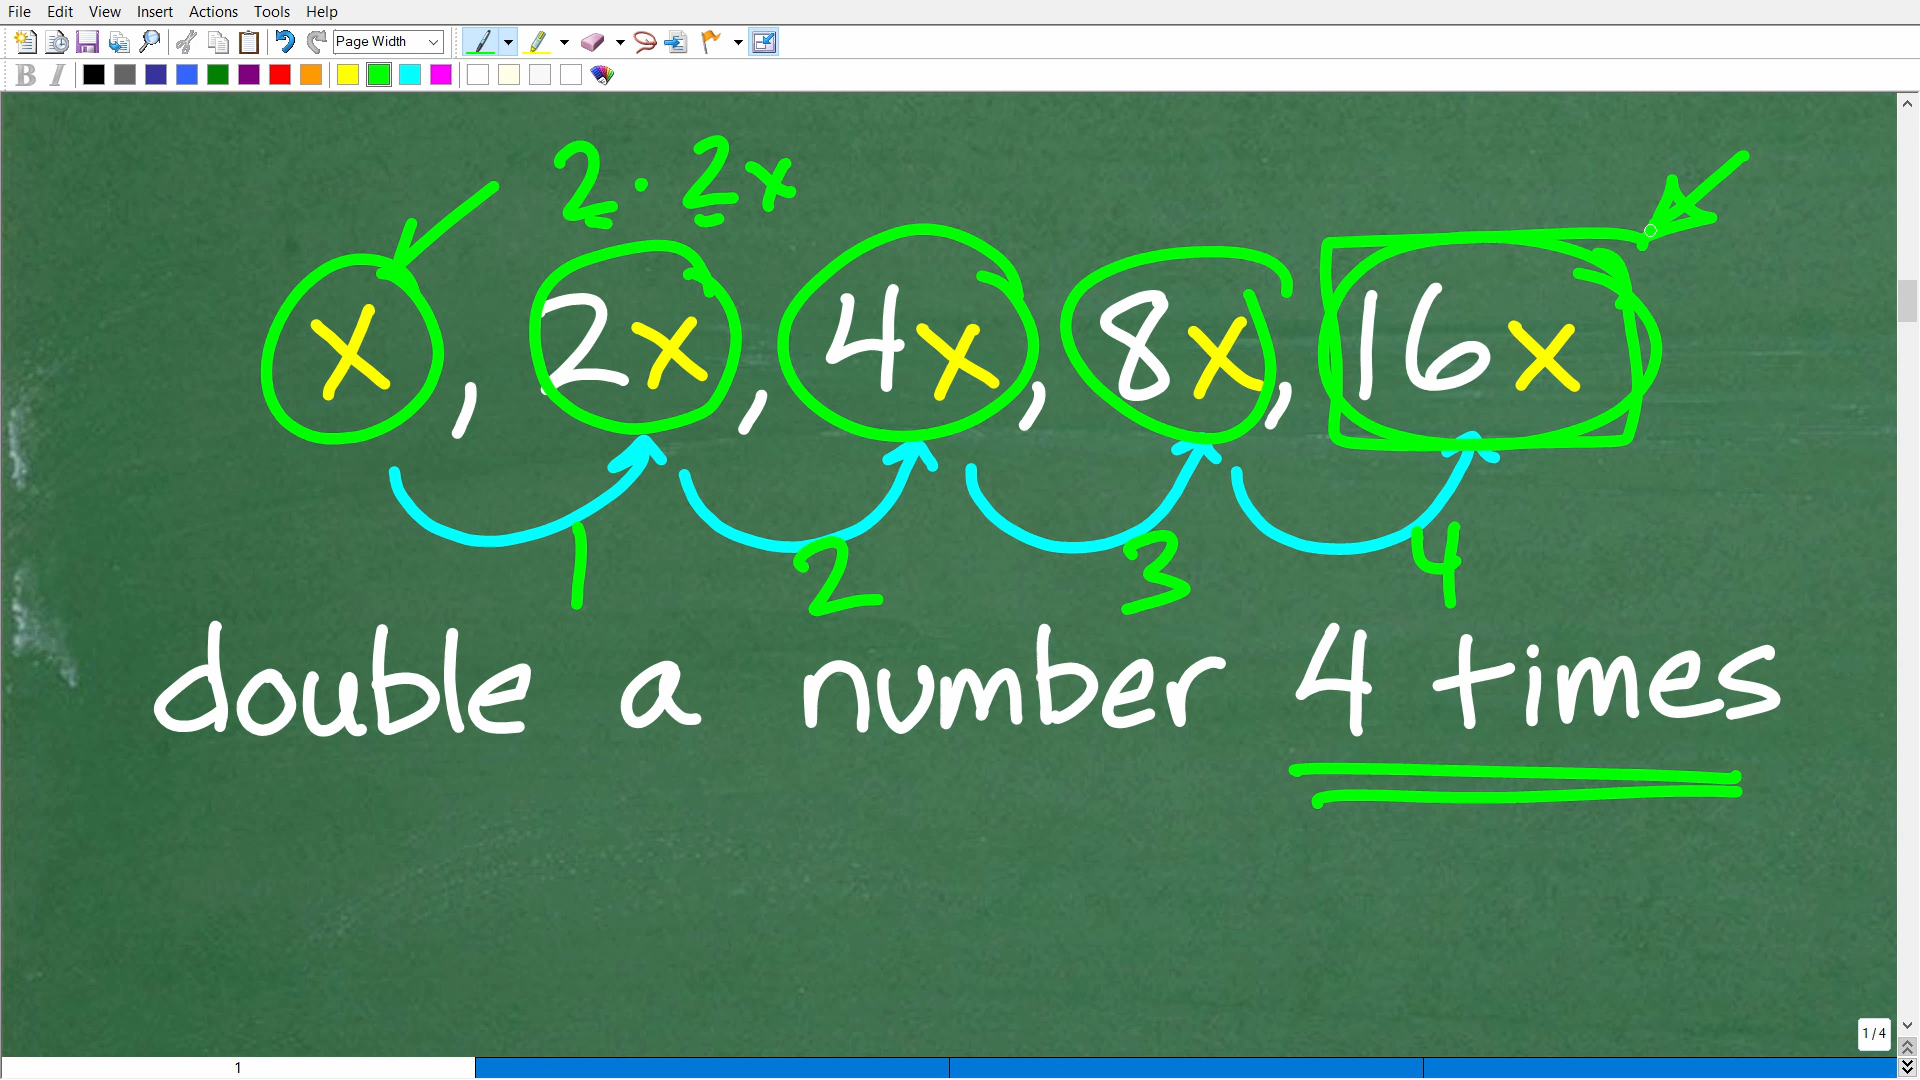 File Edit View Insert Actions Tools Help
Page Width
B I
2 · 2x
x, 2x, 4x, 8x, 16x
1 2 3 4
double a number 4 times
1 / 4
1